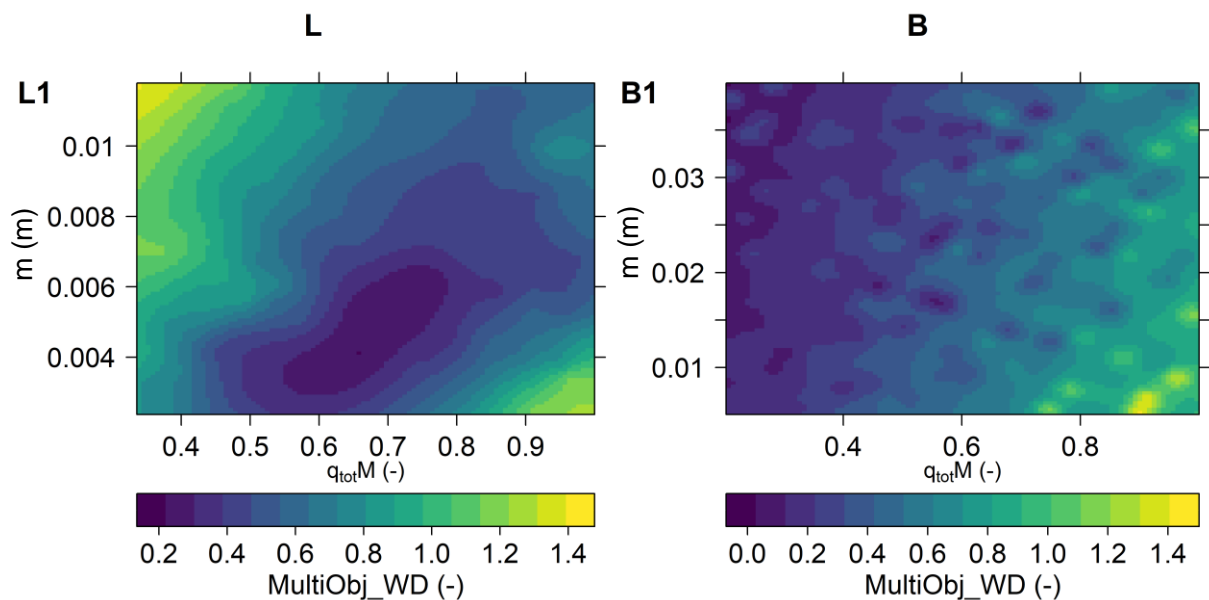 L
B
L1
B1
m (m)
0.01
0.008
0.006
0.004
0.4 0.5 0.6 0.7 0.8 0.9
qtotM (-)
0.2 0.4 0.6 0.8 1.0 1.2 1.4
MultiObj_WD (-)
m (m)
0.03
0.02
0.01
0.4 0.6 0.8
qtotM (-)
0.0 0.2 0.4 0.6 0.8 1.0 1.2 1.4
MultiObj_WD (-)